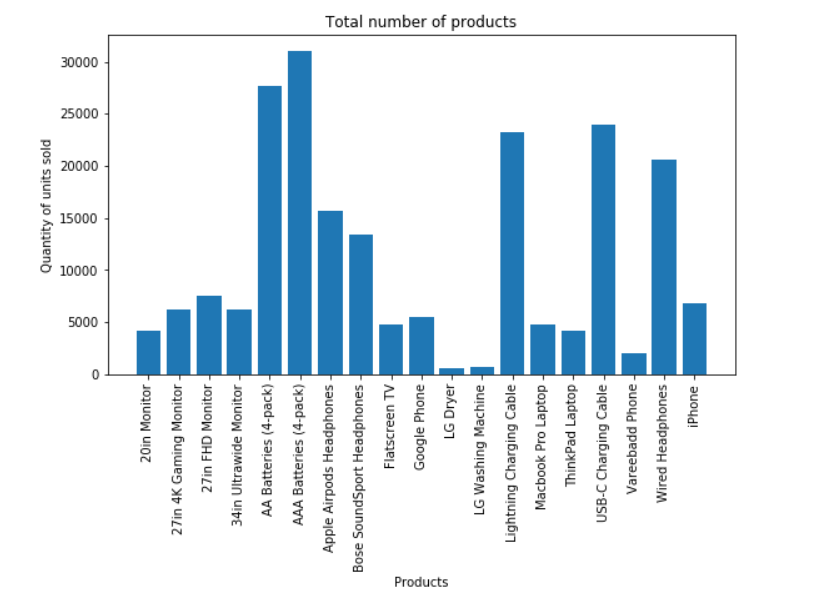 Total number of products
Quantity of units sold
30000
25000
20000
15000
10000
5000
0
20in Monitor
27in 4K Gaming Monitor
27in FHD Monitor
34in Ultrawide Monitor
AA Batteries (4-pack)
AAA Batteries (4-pack)
Apple Airpods Headphones
Bose SoundSport Headphones
Flatscreen TV
Google Phone
LG Dryer
LG Washing Machine
Lightning Charging Cable
Macbook Pro Laptop
ThinkPad Laptop
USB-C Charging Cable
Vareebadd Phone
Wired Headphones
iPhone
Products